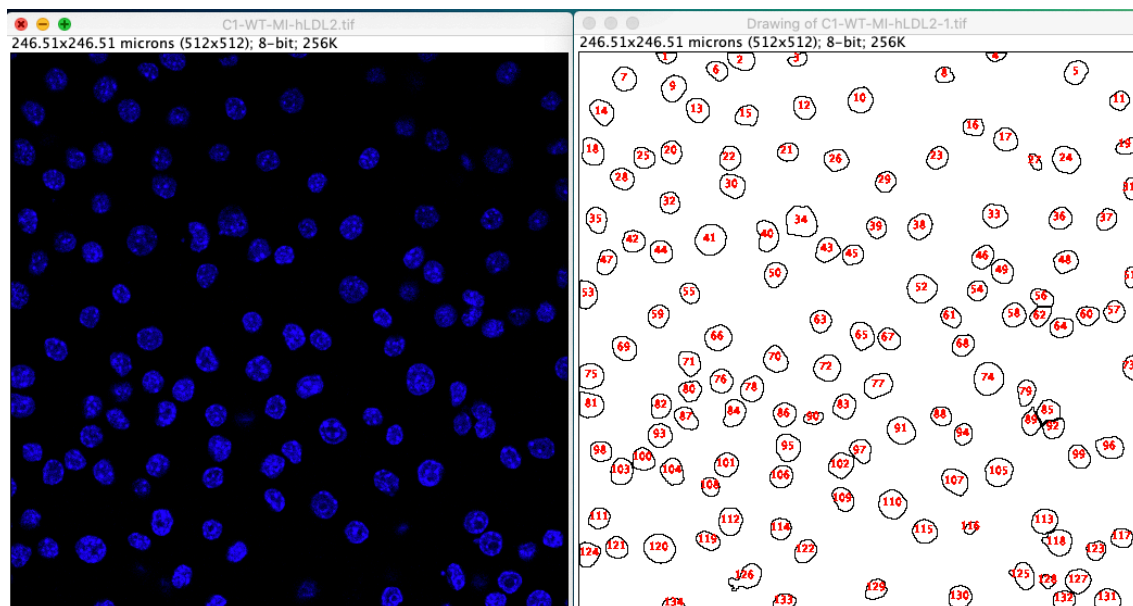 C1-WT-MI-hLDL2.tif
246.51x246.51 microns (512x512); 8-bit; 256K
Drawing of C1-WT-MI-hLDL2-1.tif
246.51x246.51 microns (512x512); 8-bit; 256K
1 2 3 4
6 5
7 8
9 10 11
14 13 15 12
16 17
18 25 20 22 21 26 23 27 24 19
28 30 29 31
32
35 34 39 38 33 36 37
42 44 41 40 43 45
47 50 46 49 48 51
53 55 52 54 56
59 63 61 58 62 60 57
66 65 67 64
69 68
71 70 72 74 73
75 80 76 78 77 79
81 82 87 84 86 90 83 88 85
93 91 94 89 92
98 100 95 97 96
103 104 101 106 102 105 99
108 109 107
110
111 112 114 115 116 113
124 121 120 119 122 118 123 117
126 125 128 127
134 133 129 130 132 131